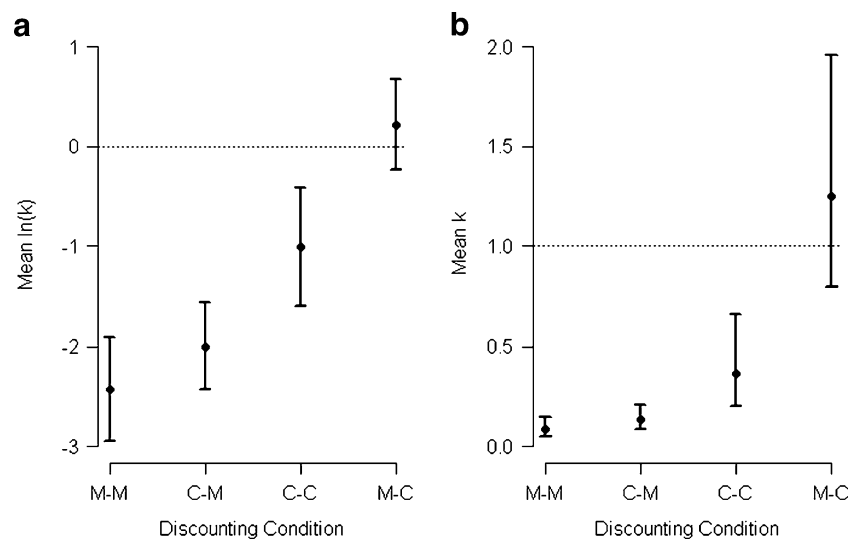 a
1
0
-1
-2
-3
Mean ln(k)
M-M C-M C-C M-C
Discounting Condition
b
2.0
1.5
1.0
0.5
0.0
Mean k
M-M C-M C-C M-C
Discounting Condition